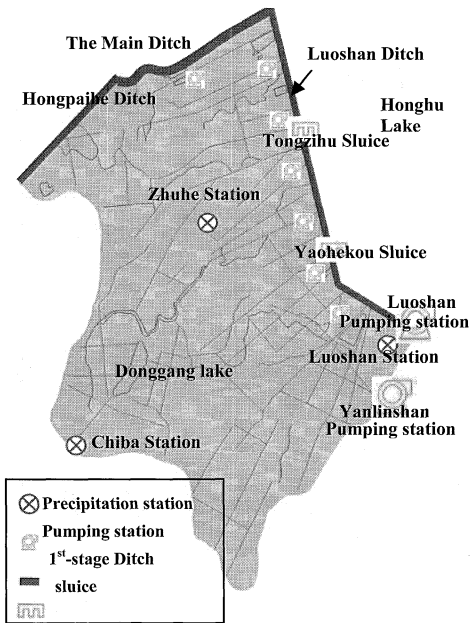 The Main Ditch
Luoshan Ditch
Hongpaihe Ditch
Honghu
Lake
Tongzihu Sluice
Zhuhe Station
Yaohekou Sluice
Luoshan
Pumping station
Luoshan Station
Donggang lake
Yanlinshan
Pumping station
Chiba Station
Precipitation station
Pumping station
1st-stage Ditch
sluice